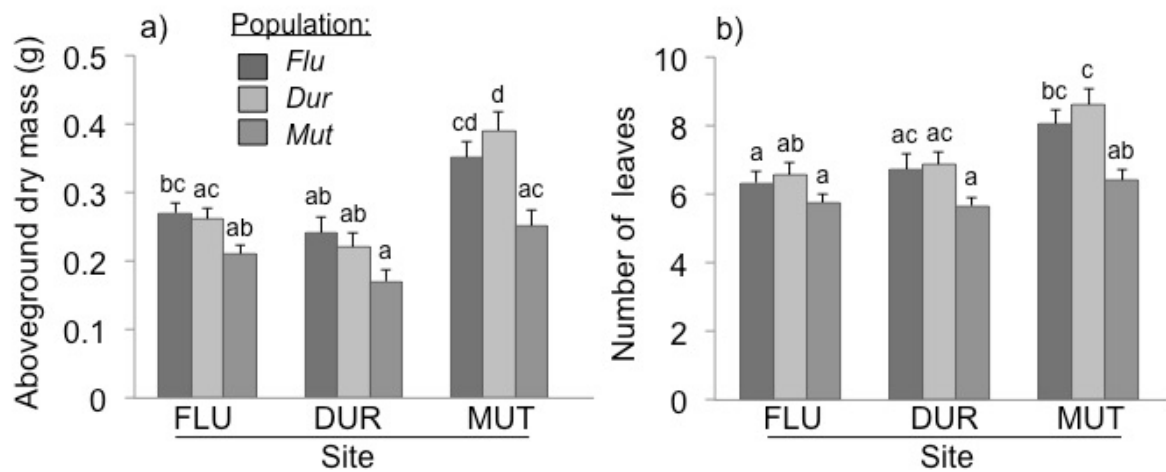 a)
Population:
Flu
Dur
Mut
Aboveground dry mass (g)
0.5
0.4
0.3
0.2
0.1
0
bc ac ab
ab ab a
cd d ac
FLU DUR MUT
Site
b)
Number of leaves
10
8
6
4
2
0
a ab a
ac ac a
bc c ab
FLU DUR MUT
Site